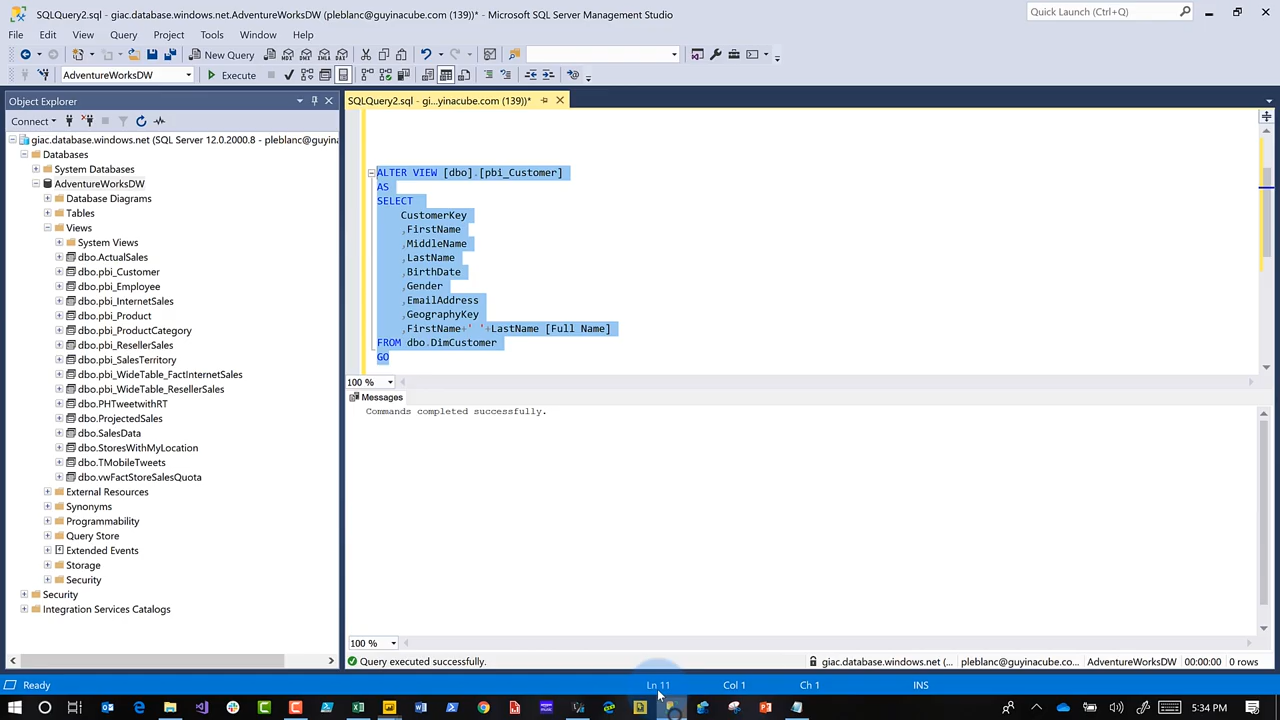 SQLQuery2.sql - giac.database.windows.net.AdventureWorksDW (pleblanc@guyinacube.com (139))* - Microsoft SQL Server Management Studio
Quick Launch (Ctrl+Q)
File Edit View Query Project Tools Window Help
New Query
AdventureWorksDW Execute
Object Explorer
SQLQuery2.sql - gi...yinacube.com (139))*
Connect
giac.database.windows.net (SQL Server 12.0.2000.8 - pleblanc@guyina
Databases
System Databases
AdventureWorksDW
Database Diagrams
Tables
Views
System Views
dbo.ActualSales
dbo.pbi_Customer
dbo.pbi_Employee
dbo.pbi_InternetSales
dbo.pbi_Product
dbo.pbi_ProductCategory
dbo.pbi_ResellerSales
dbo.pbi_SalesTerritory
dbo.pbi_WideTable_FactInternetSales
dbo.pbi_WideTable_ResellerSales
dbo.PHTweetwithRT
dbo.ProjectedSales
dbo.SalesData
dbo.StoresWithMyLocation
dbo.TMobileTweets
dbo.vwFactStoreSalesQuota
External Resources
Synonyms
Programmability
Query Store
Extended Events
Storage
Security
Security
Integration Services Catalogs
ALTER VIEW [dbo].[pbi_Customer]
AS
SELECT
CustomerKey
,FirstName
,MiddleName
,LastName
,BirthDate
,Gender
,EmailAddress
,GeographyKey
,FirstName+' '+LastName [Full Name]
FROM dbo.DimCustomer
GO
100 %
Messages
Commands completed successfully.
100 %
Query executed successfully.
giac.database.windows.net (... pleblanc@guyinacube.co... AdventureWorksDW 00:00:00 0 rows
Ready Ln 11 Col 1 Ch 1 INS
5:34 PM